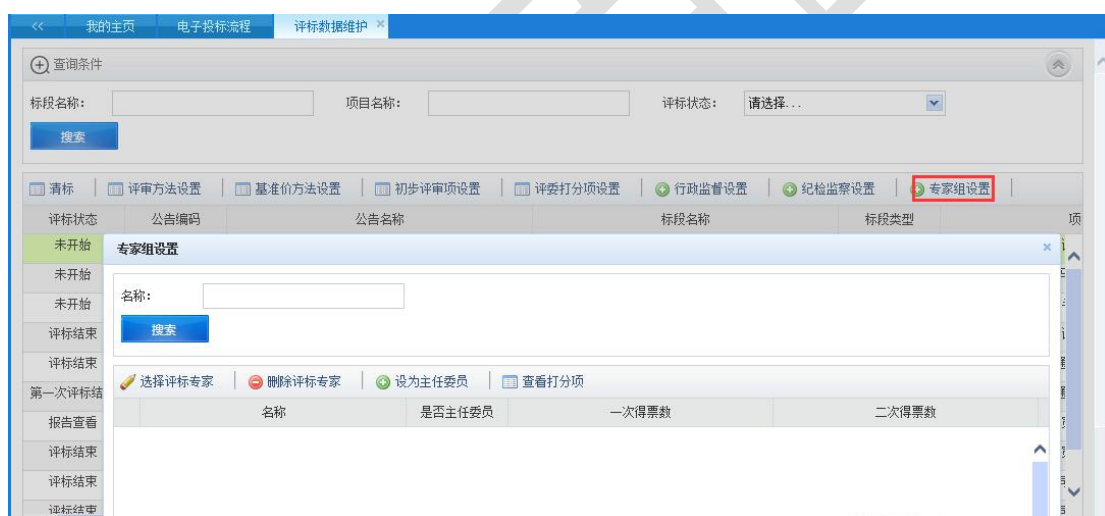 << 我的主页 电子投标流程 评标数据维护 ×
查询条件
标段名称： 项目名称： 评标状态： 请选择...
搜索
清标 评审方法设置 基准价方法设置 初步评审项设置 评委打分项设置 行政监督设置 纪检监察设置 专家组设置
评标状态 公告编码 公告名称 标段名称 标段类型 项
未开始
专家组设置 ×
未开始
名称：
未开始
搜索
评标结束
评标结束
选择评标专家 删除评标专家 设为主任委员 查看打分项
第一次评标结
名称 是否主任委员 一次得票数 二次得票数
报告查看
评标结束
评标结束
评标结束